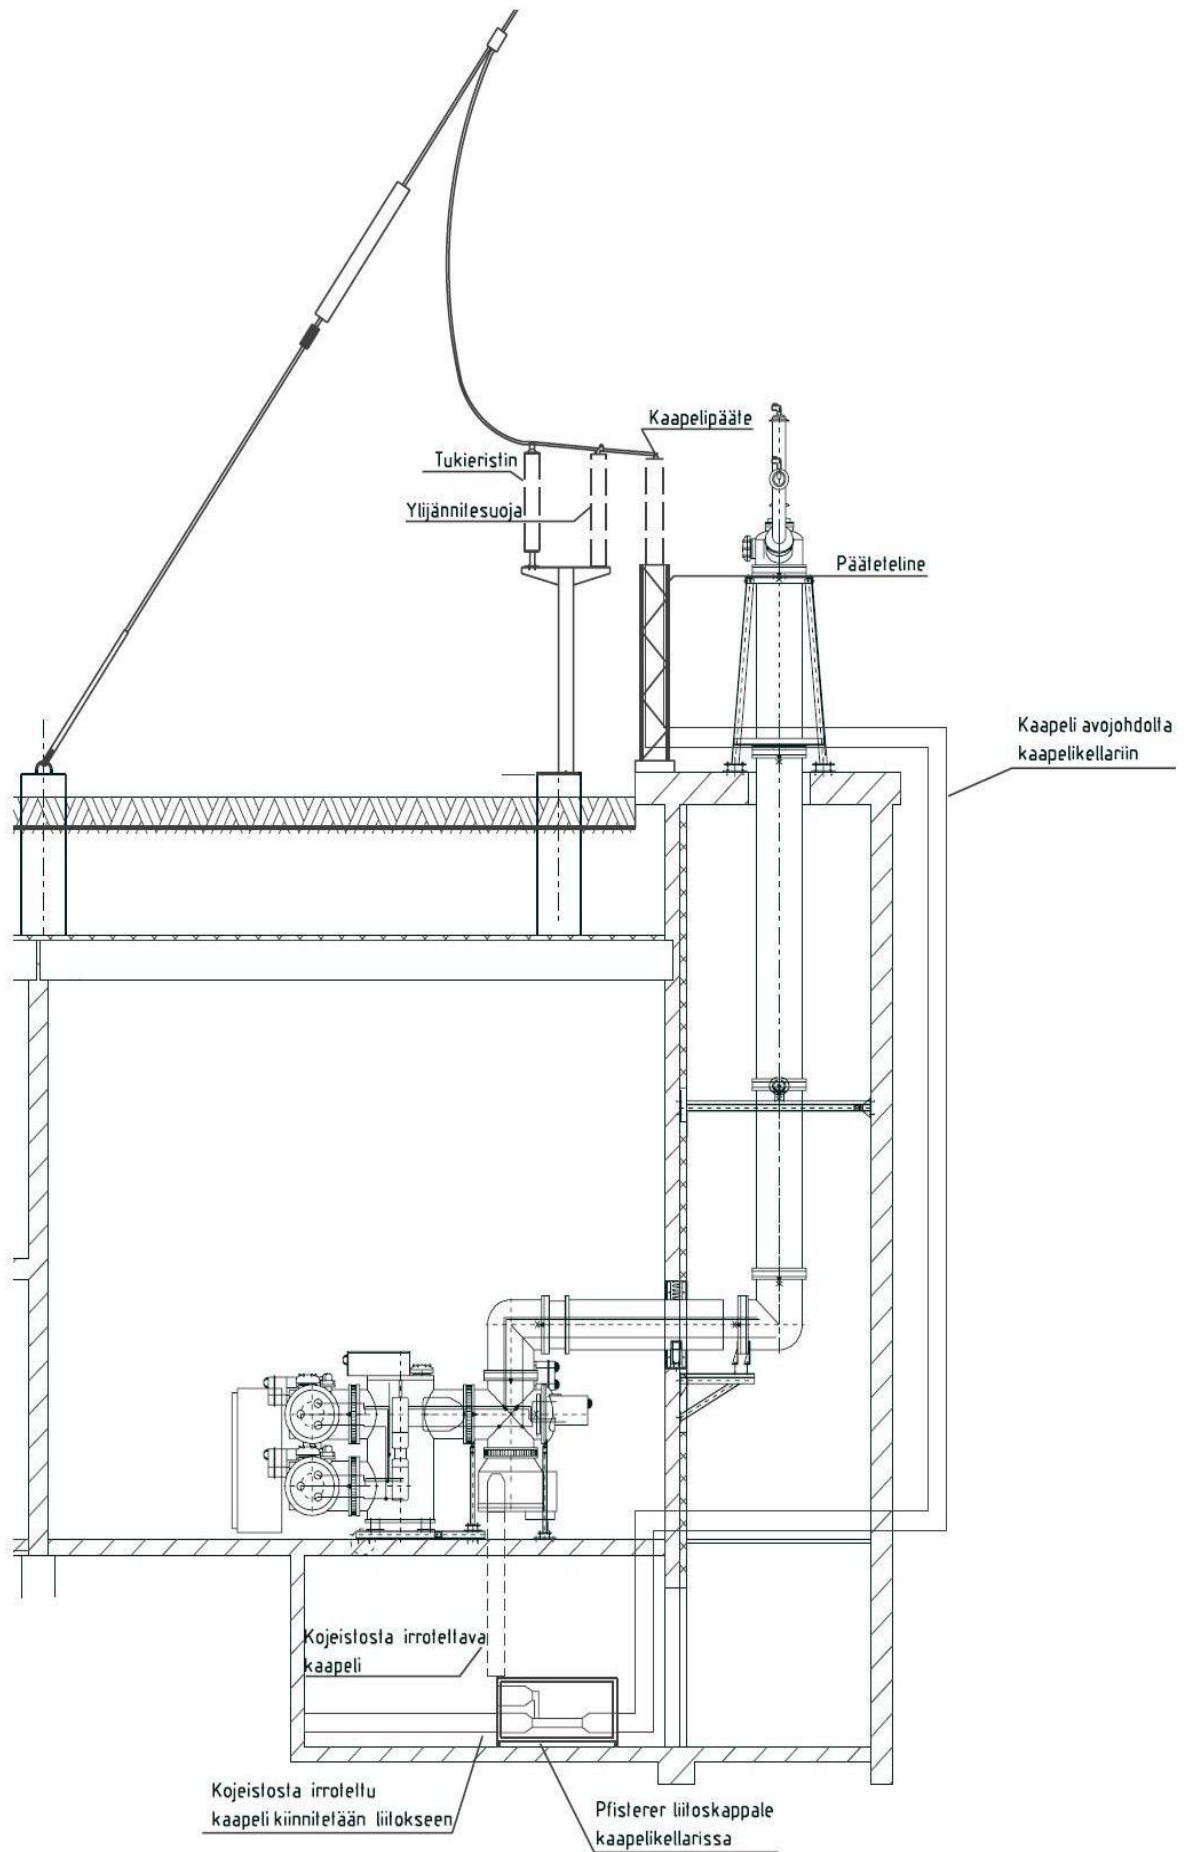 Kaapelipääte
Tukieristin
Ylijännitesuoja
Pääteteline
Kaapeli avojohdolta
kaapelikellariin
Kojeistosta irrotettava
kaapeli
Kojeistosta irrotettu
kaapeli kiinnitetään liitokseen
Pfisterer liitoskappale
kaapelikellarissa